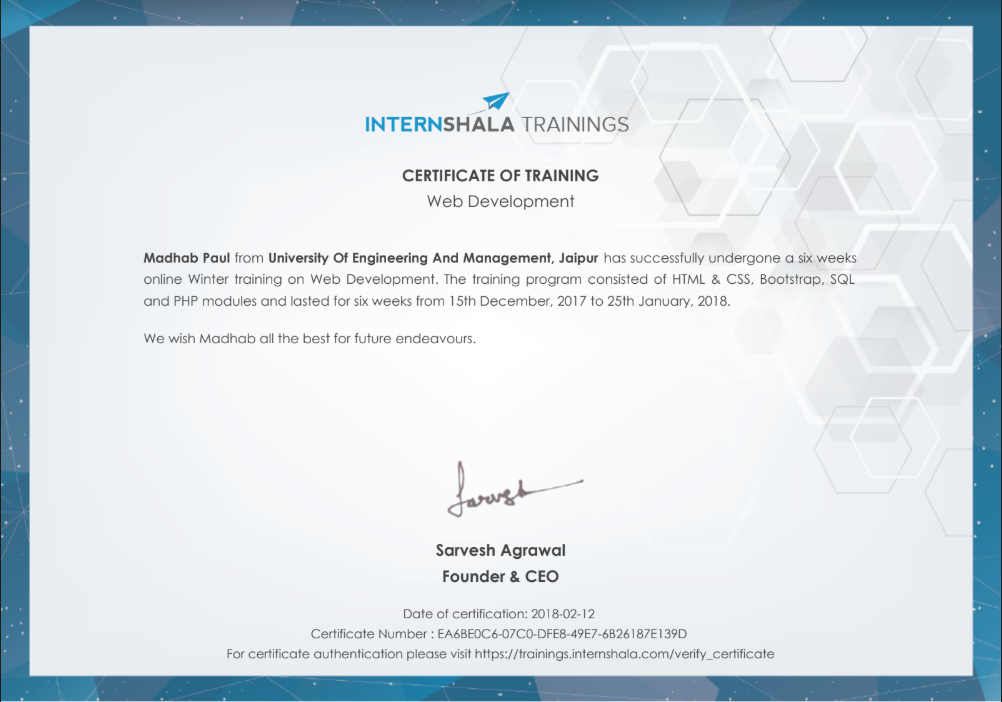 INTERNSHALA TRAININGS
CERTIFICATE OF TRAINING
Web Development
Madhab Paul from University Of Engineering And Management, Jaipur has successfully undergone a six weeks
online Winter training on Web Development. The training program consisted of HTML & CSS, Bootstrap, SQL
and PHP modules and lasted for six weeks from 15th December, 2017 to 25th January, 2018.
We wish Madhab all the best for future endeavours.
Sarvesh
Sarvesh Agrawal
Founder & CEO
Date of certification: 2018-02-12
Certificate Number : EA6BE0C6-07C0-DFE8-49E7-6B26187E139D
For certificate authentication please visit https://trainings.internshala.com/verify_certificate